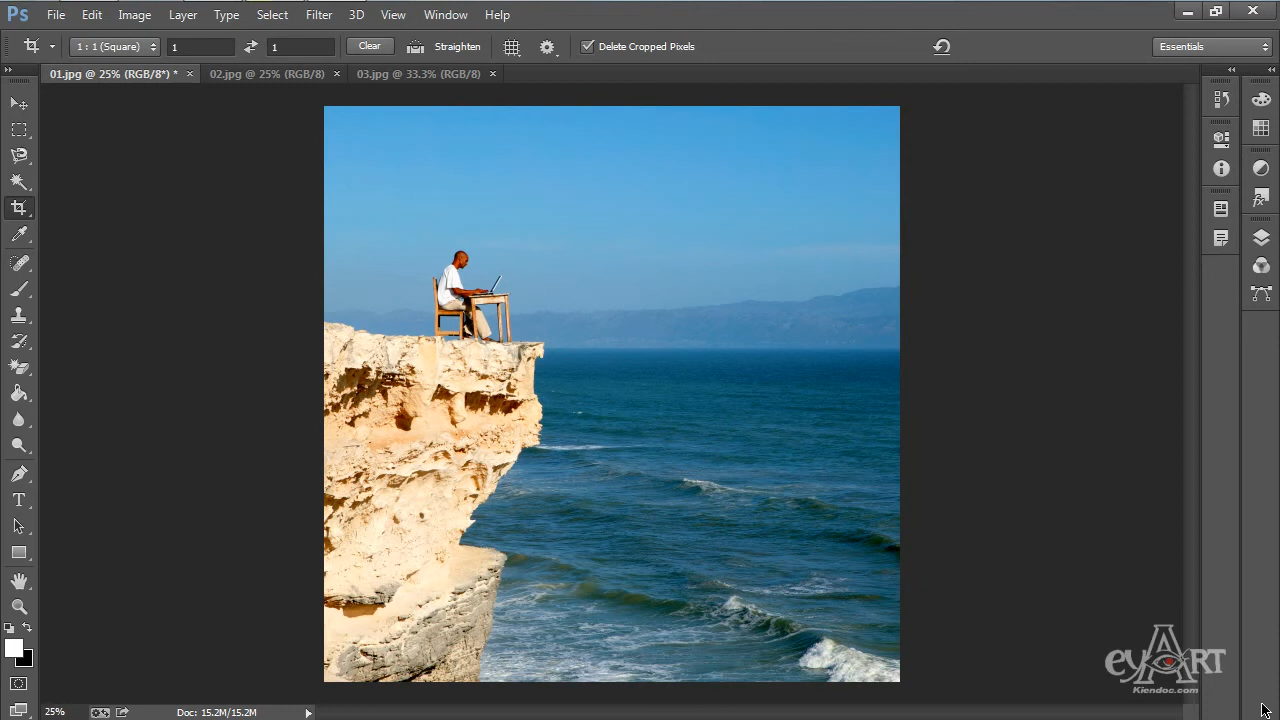 Ps File Edit Image Layer Type Select Filter 3D View Window Help
1 : 1 (Square) 1 1 Clear Straighten Delete Cropped Pixels Essentials
01.jpg @ 25% (RGB/8*) * × 02.jpg @ 25% (RGB/8) × 03.jpg @ 33.3% (RGB/8) ×
T
fx
25% Doc: 15.2M/15.2M
eyART
Kiendoc.com